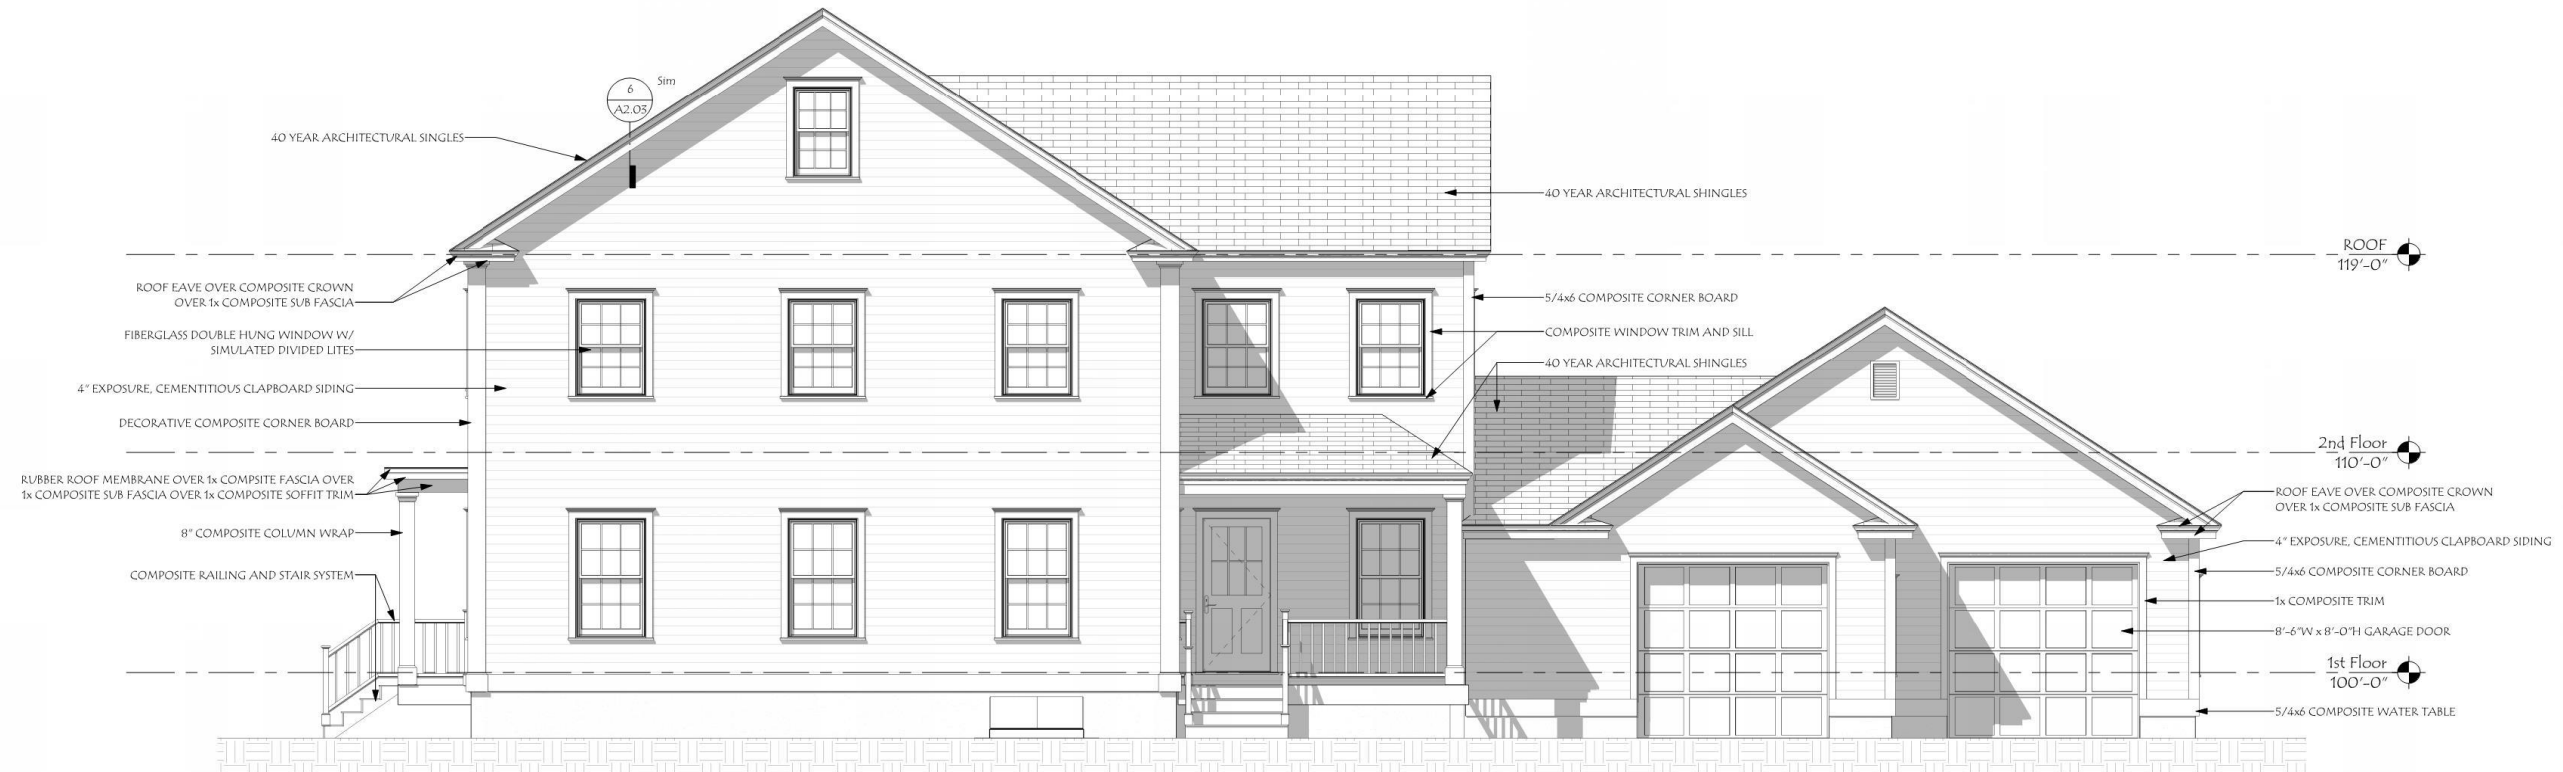 6
Sim
A2.03
40 YEAR ARCHITECTURAL SINGLES
40 YEAR ARCHITECTURAL SHINGLES
ROOF
119'-0"
ROOF EAVE OVER COMPOSITE CROWN
OVER 1x COMPOSITE SUB FASCIA
5/4x6 COMPOSITE CORNER BOARD
FIBERGLASS DOUBLE HUNG WINDOW W/
SIMULATED DIVIDED LITES
COMPOSITE WINDOW TRIM AND SILL
40 YEAR ARCHITECTURAL SHINGLES
4" EXPOSURE, CEMENTITIOUS CLAPBOARD SIDING
DECORATIVE COMPOSITE CORNER BOARD
2nd Floor
110'-0"
RUBBER ROOF MEMBRANE OVER 1x COMPSITE FASCIA OVER
1x COMPOSITE SUB FASCIA OVER 1x COMPOSITE SOFFIT TRIM
ROOF EAVE OVER COMPOSITE CROWN
OVER 1x COMPOSITE SUB FASCIA
8" COMPOSITE COLUMN WRAP
4" EXPOSURE, CEMENTITIOUS CLAPBOARD SIDING
COMPOSITE RAILING AND STAIR SYSTEM
5/4x6 COMPOSITE CORNER BOARD
1x COMPOSITE TRIM
8'-6"W x 8'-0"H GARAGE DOOR
1st Floor
100'-0"
5/4x6 COMPOSITE WATER TABLE